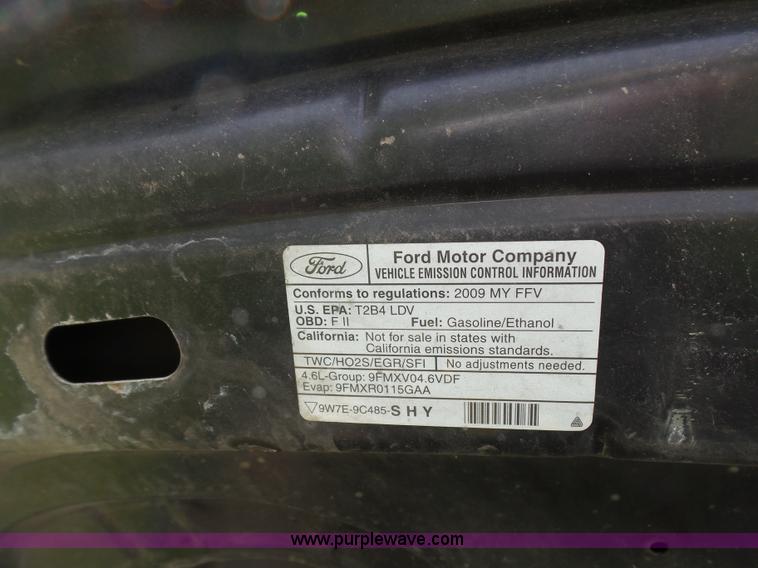 Ford
Ford Motor Company
VEHICLE EMISSION CONTROL INFORMATION
Conforms to regulations: 2009 MY FFV
U.S. EPA: T2B4 LDV
OBD: F II Fuel: Gasoline/Ethanol
California: Not for sale in states with
California emissions standards.
TWC/HO2S/EGR/SFI No adjustments needed.
4.6L-Group: 9FMXV04.6VDF
Evap: 9FMXR0115GAA
9W7E-9C485-S H Y
www.purplewave.com